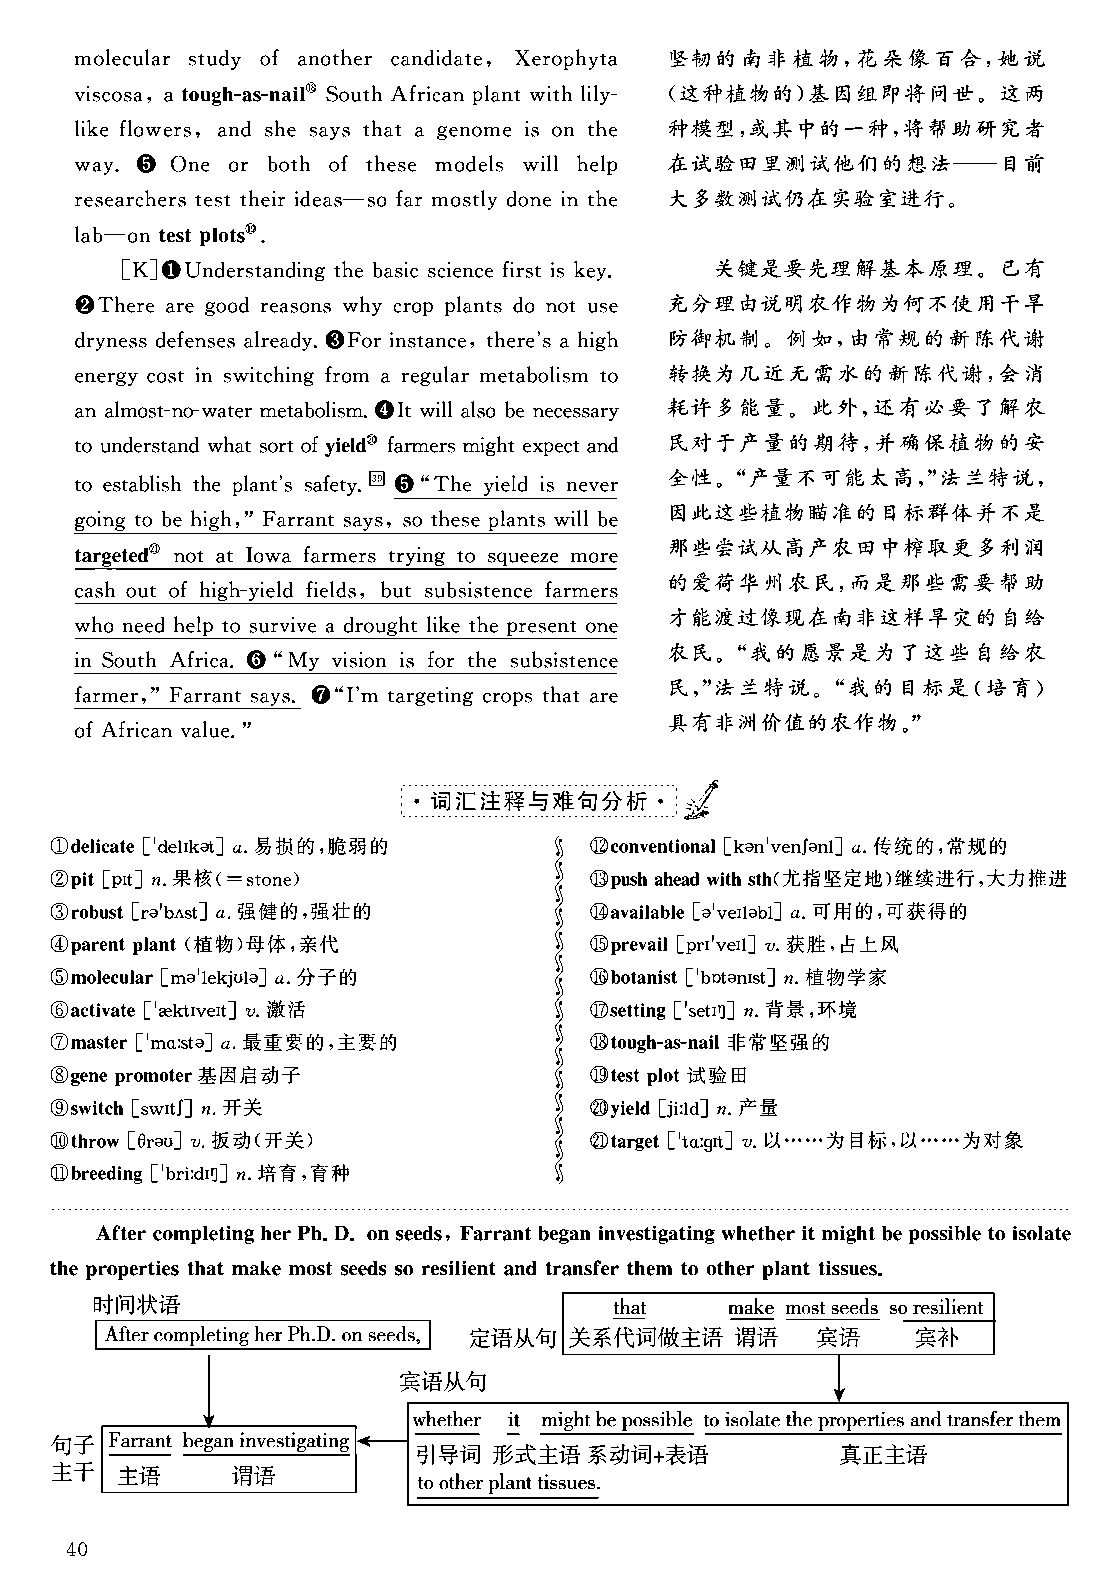 molecular study of another candidate, Xerophyta
viscosa, a tough-as-nail⑱ South African plant with lily-
like flowers, and she says that a genome is on the
way. ❺ One or both of these models will help
researchers test their ideas—so far mostly done in the
lab—on test plots⑲.
[K]❶Understanding the basic science first is key.
❷There are good reasons why crop plants do not use
dryness defenses already. ❸For instance, there's a high
energy cost in switching from a regular metabolism to
an almost-no-water metabolism. ❹It will also be necessary
to understand what sort of yield⑳ farmers might expect and
to establish the plant's safety. 39 ❺“The yield is never
going to be high,” Farrant says, so these plants will be
targeted㉑ not at Iowa farmers trying to squeeze more
cash out of high-yield fields, but subsistence farmers
who need help to survive a drought like the present one
in South Africa. ❻“My vision is for the subsistence
farmer,” Farrant says. ❼“I'm targeting crops that are
of African value.”
坚韧的南非植物,花朵像百合,她说
(这种植物的)基因组即将问世。这两
种模型,或其中的一种,将帮助研究者
在试验田里测试他们的想法——目前
大多数测试仍在实验室进行。
关键是要先理解基本原理。已有
充分理由说明农作物为何不使用干旱
防御机制。例如,由常规的新陈代谢
转换为几近无需水的新陈代谢,会消
耗许多能量。此外,还有必要了解农
民对于产量的期待,并确保植物的安
全性。“产量不可能太高,”法兰特说,
因此这些植物瞄准的目标群体并不是
那些尝试从高产农田中榨取更多利润
的爱荷华州农民,而是那些需要帮助
才能渡过像现在南非这样旱灾的自给
农民。“我的愿景是为了这些自给农
民,”法兰特说。“我的目标是(培育)
具有非洲价值的农作物。”
·词汇注释与难句分析·
①delicate [ˈdelɪkət] a. 易损的,脆弱的
②pit [pɪt] n. 果核(=stone)
③robust [rəˈbʌst] a. 强健的,强壮的
④parent plant (植物)母体,亲代
⑤molecular [məˈlekjʊlə] a. 分子的
⑥activate [ˈæktɪveɪt] v. 激活
⑦master [ˈmɑːstə] a. 最重要的,主要的
⑧gene promoter 基因启动子
⑨switch [swɪtʃ] n. 开关
⑩throw [θrəʊ] v. 扳动(开关)
⑪breeding [ˈbriːdɪŋ] n. 培育,育种
⑫conventional [kənˈvenʃənl] a. 传统的,常规的
⑬push ahead with sth(尤指坚定地)继续进行,大力推进
⑭available [əˈveɪləbl] a. 可用的,可获得的
⑮prevail [prɪˈveɪl] v. 获胜,占上风
⑯botanist [ˈbɒtənɪst] n. 植物学家
⑰setting [ˈsetɪŋ] n. 背景,环境
⑱tough-as-nail 非常坚强的
⑲test plot 试验田
⑳yield [jiːld] n. 产量
㉑target [ˈtɑːgɪt] v. 以……为目标,以……为对象
After completing her Ph. D. on seeds, Farrant began investigating whether it might be possible to isolate
the properties that make most seeds so resilient and transfer them to other plant tissues.
时间状语
After completing her Ph.D. on seeds,
定语从句
that make most seeds so resilient
关系代词做主语 谓语 宾语 宾补
宾语从句
句子
主干
Farrant began investigating
主语 谓语
whether it might be possible to isolate the properties and transfer them
引导词 形式主语 系动词+表语 真正主语
to other plant tissues.
40